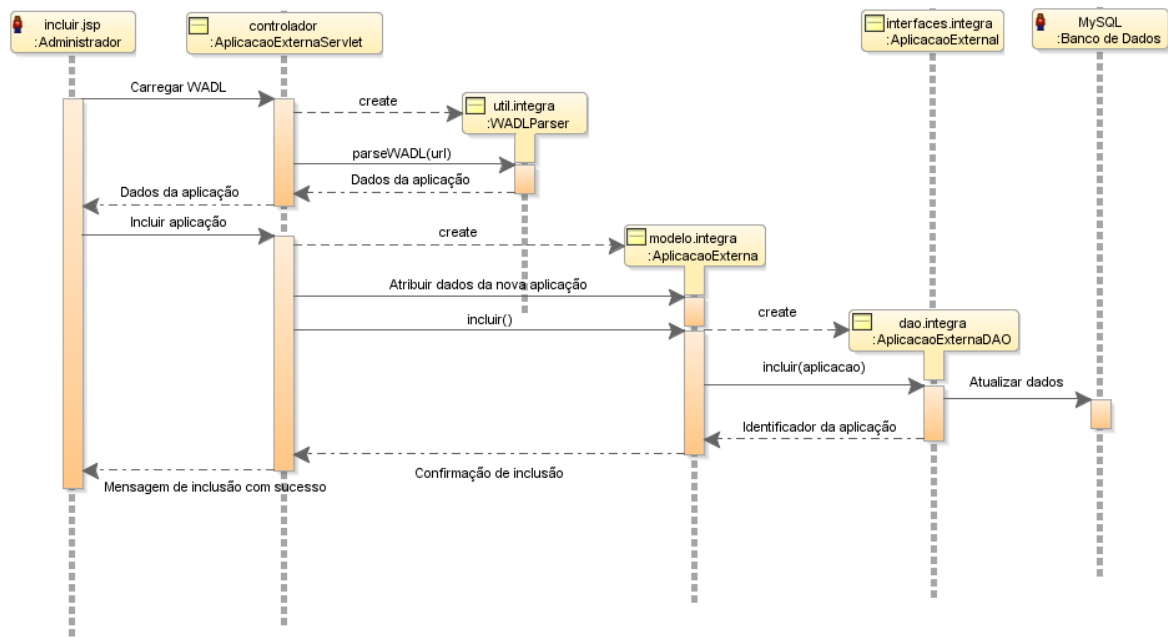 incluir.jsp
:Administrador
controlador
:AplicacaoExternaServlet
interfaces.integra
:AplicacaoExternaI
MySQL
:Banco de Dados
Carregar WADL
create
util.integra
:WADLParser
parseWADL(url)
Dados da aplicação
Dados da aplicação
Incluir aplicação
create
modelo.integra
:AplicacaoExterna
Atribuir dados da nova aplicação
incluir()
create
dao.integra
:AplicacaoExternaDAO
incluir(aplicacao)
Atualizar dados
Identificador da aplicação
Confirmação de inclusão
Mensagem de inclusão com sucesso